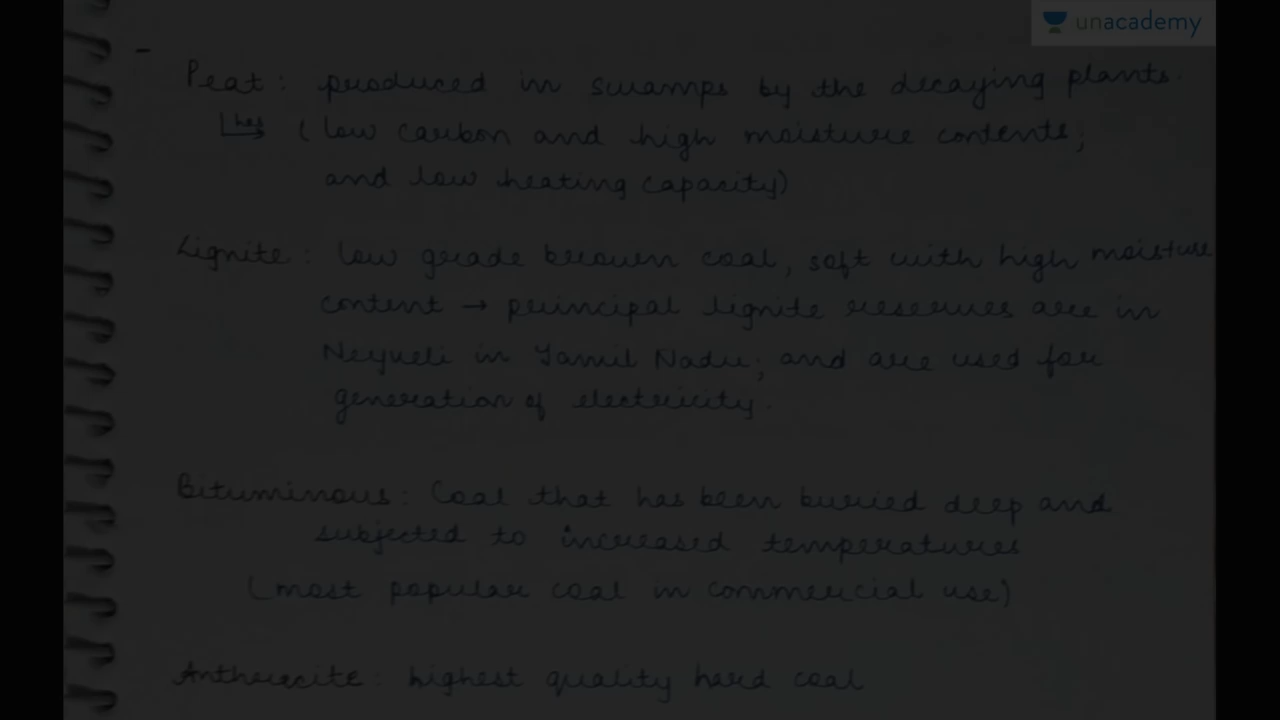 unacademy
Peat : produced in swamps by the decaying plants.
has ( low carbon and high moisture contents;
and low heating capacity)
Lignite : low grade brown coal, soft with high moisture
content → principal lignite reserves are in
Neyveli in Tamil Nadu; and are used for
generation of electricity.
Bituminous : Coal that has been buried deep and
subjected to increased temperatures
(most popular coal in commercial use)
Anthracite : highest quality hard coal